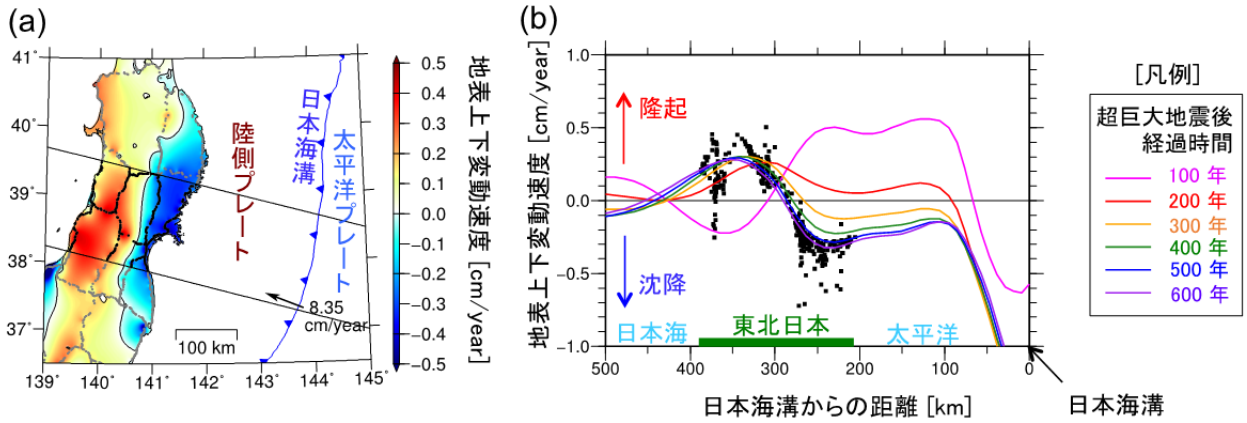 (a)
41°
40°
39°
38°
37°
139 140 141 142 143 144 145
日本海溝
陸側プレート
太平洋プレート
8.35
cm/year
100 km
0.5
0.4
0.3
0.2
0.1
0.0
−0.1
−0.2
−0.3
−0.4
−0.5
地表上下変動速度 [cm/year]
(b)
地表上下変動速度 [cm/year]
1.0
0.5
0.0
−0.5
−1.0
隆起
沈降
日本海
東北日本
太平洋
500 400 300 200 100 0
日本海溝からの距離 [km]
日本海溝
[凡例]
超巨大地震後
経過時間
100 年
200 年
300 年
400 年
500 年
600 年